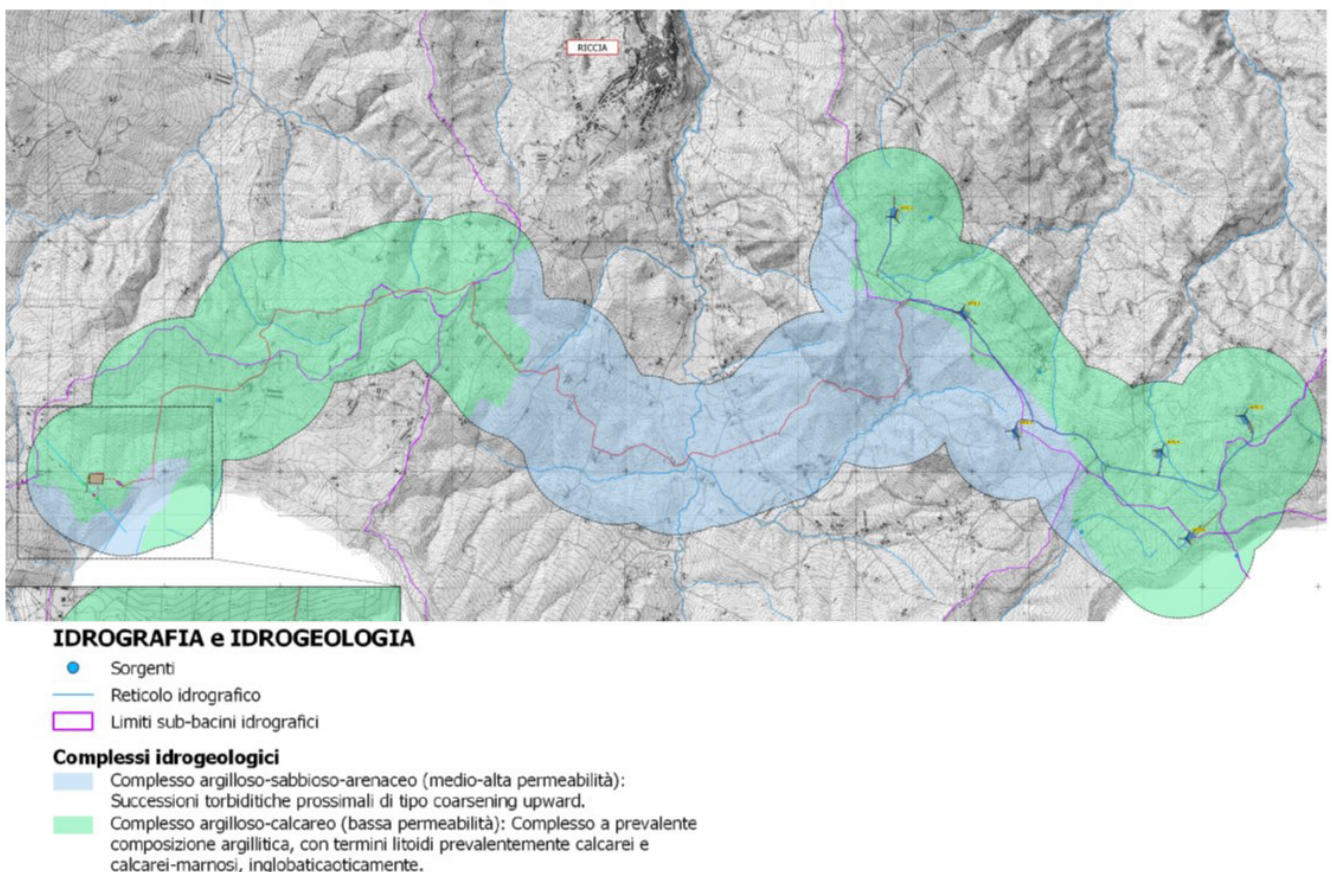 RICCIA
IDROGRAFIA e IDROGEOLOGIA
Sorgenti
Reticolo idrografico
Limiti sub-bacini idrografici
Complessi idrogeologici
Complesso argilloso-sabbioso-arenaceo (medio-alta permeabilità):
Successioni torbiditiche prossimali di tipo coarsening upward.
Complesso argilloso-calcareo (bassa permeabilità): Complesso a prevalente
composizione argillitica, con termini litoidi prevalentemente calcarei e
calcarei-marnosi, inglobaticaoticamente.